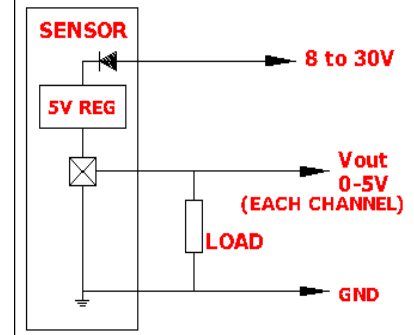 SENSOR
8 to 30V
5V REG
Vout
0-5V
(EACH CHANNEL)
LOAD
GND